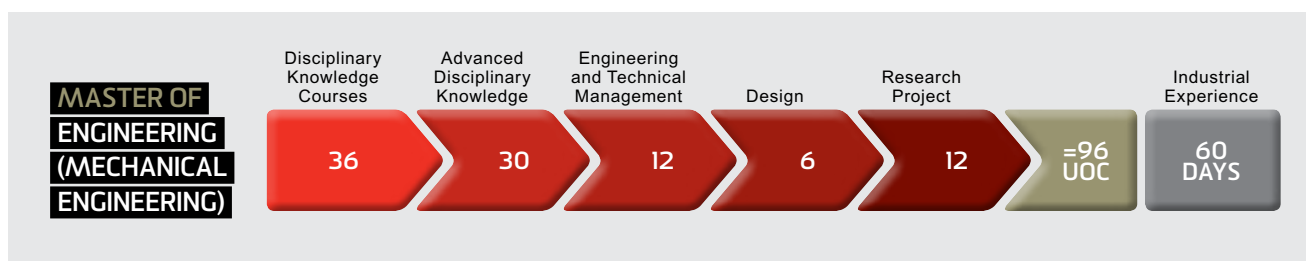 MASTER OF
ENGINEERING
(MECHANICAL
ENGINEERING)
Disciplinary
Knowledge
Courses
36
Advanced
Disciplinary
Knowledge
30
Engineering
and Technical
Management
12
Design
6
Research
Project
12
=96
UOC
Industrial
Experience
60
DAYS